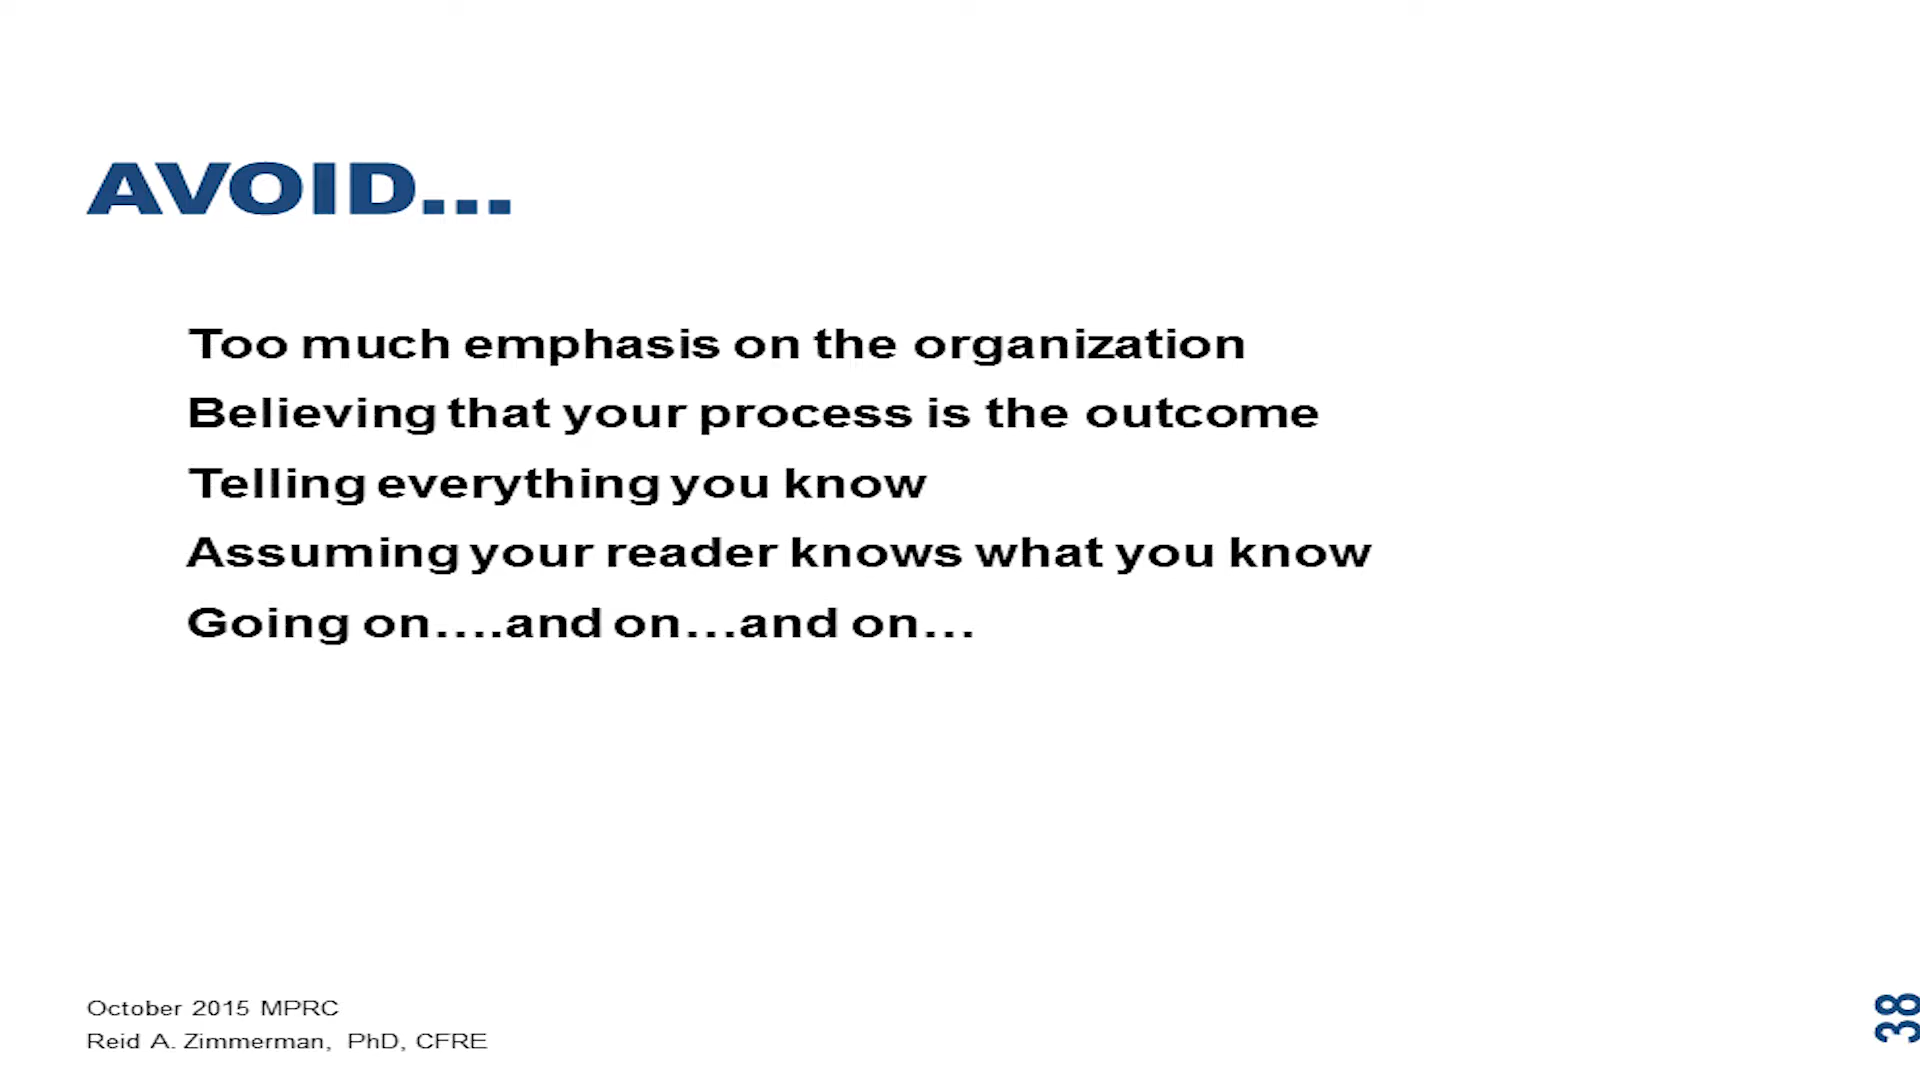 AVOID...
Too much emphasis on the organization
Believing that your process is the outcome
Telling everything you know
Assuming your reader knows what you know
Going on....and on...and on...
October 2015 MPRC
Reid A. Zimmerman, PhD, CFRE
38